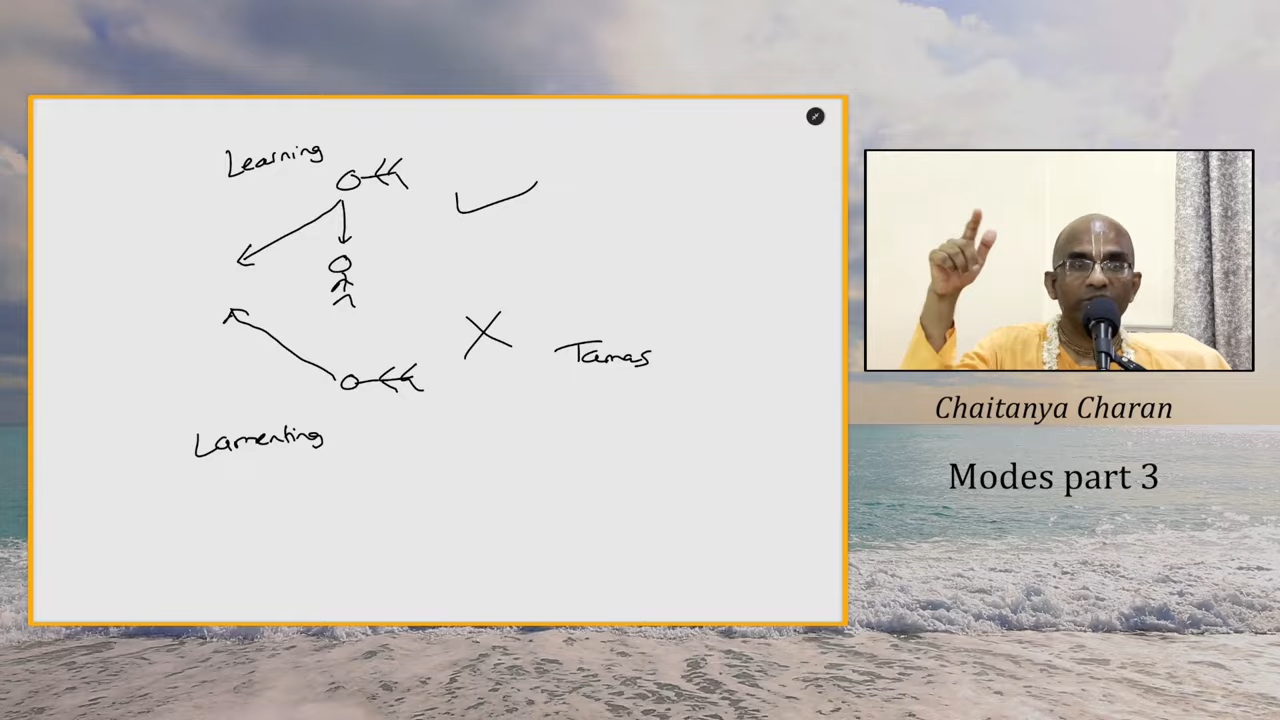 Learning
Tamas
Lamenting
Chaitanya Charan
Modes part 3